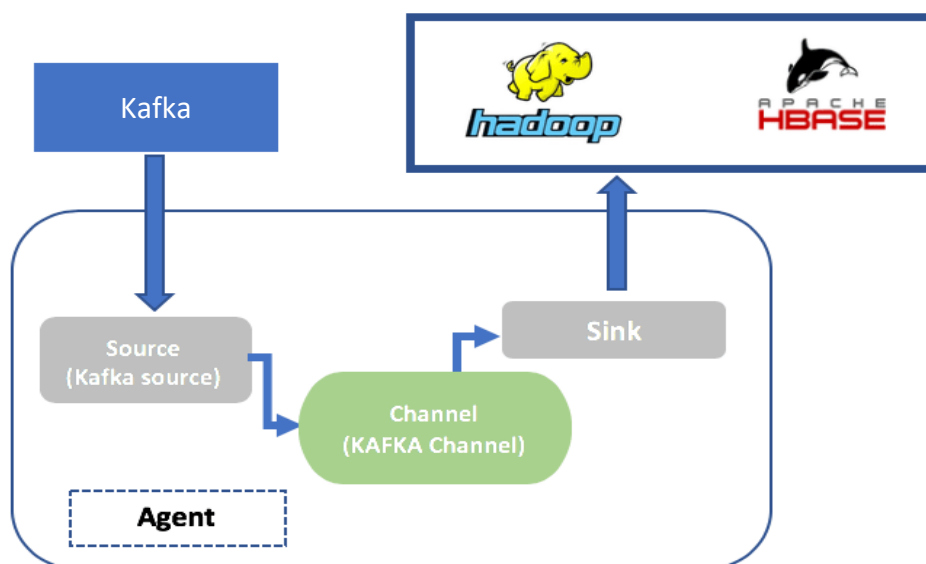 Kafka
hadoop
APACHE
HBASE
Source
(Kafka source)
Sink
Channel
(KAFKA Channel)
Agent